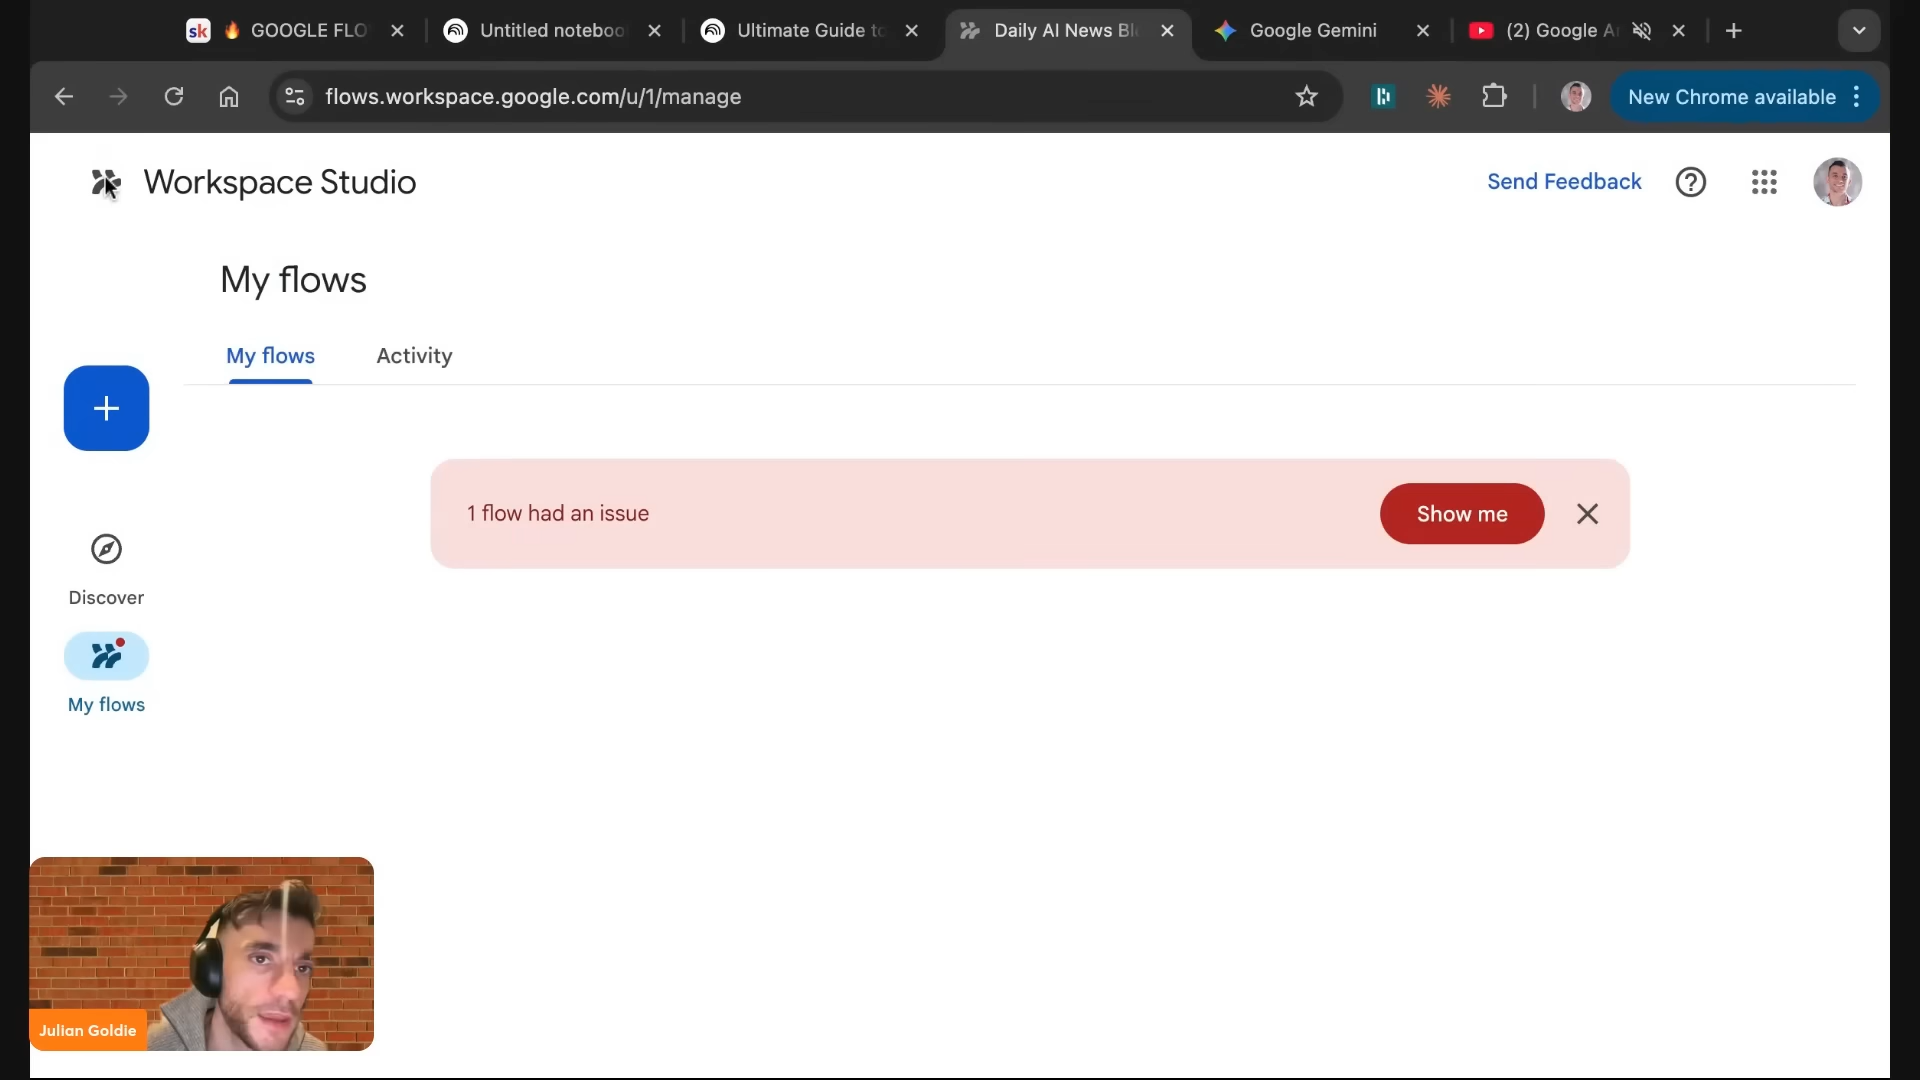 sk 🔥 GOOGLE FLO
Untitled noteboo
Ultimate Guide to
Daily AI News Bl
Google Gemini
(2) Google A
flows.workspace.google.com/u/1/manage
New Chrome available
Workspace Studio
Send Feedback
My flows
My flows
Activity
1 flow had an issue
Show me
Discover
My flows
Julian Goldie